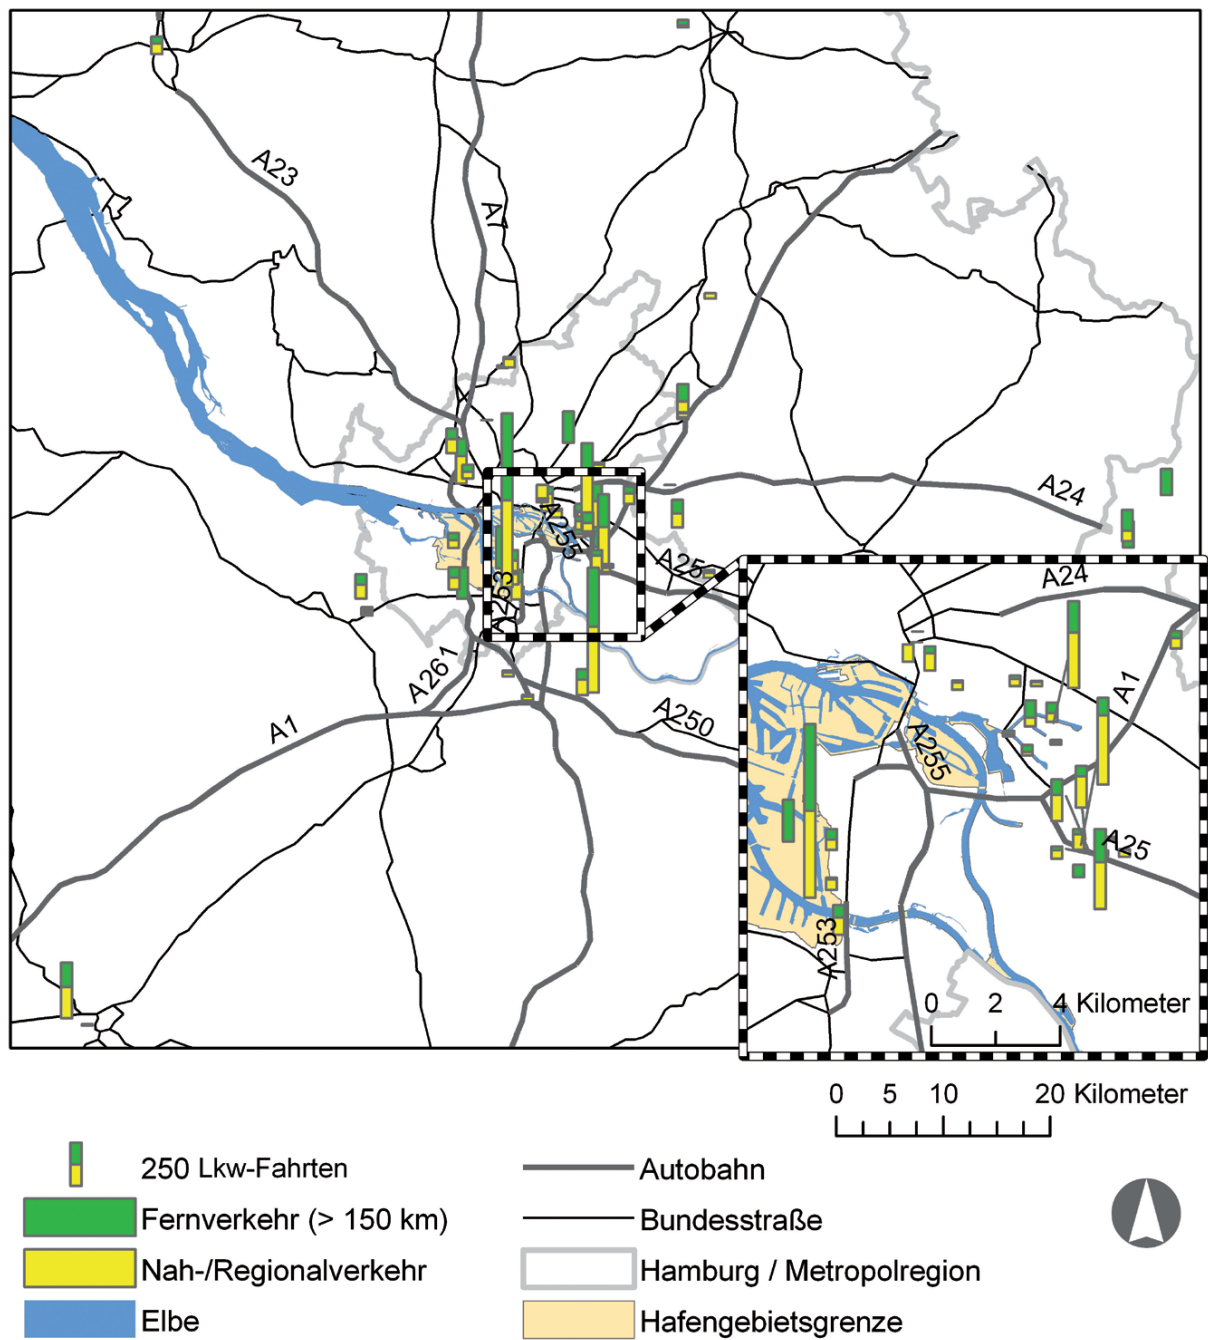 A23
A7
A24
A255
A25
A253
A24
A261
A1
A250
A1
A255
A25
A253
0 2 4 Kilometer
0 5 10 20 Kilometer
250 Lkw-Fahrten
Autobahn
Fernverkehr (> 150 km)
Bundesstraße
Nah-/Regionalverkehr
Hamburg / Metropolregion
Elbe
Hafengebietsgrenze